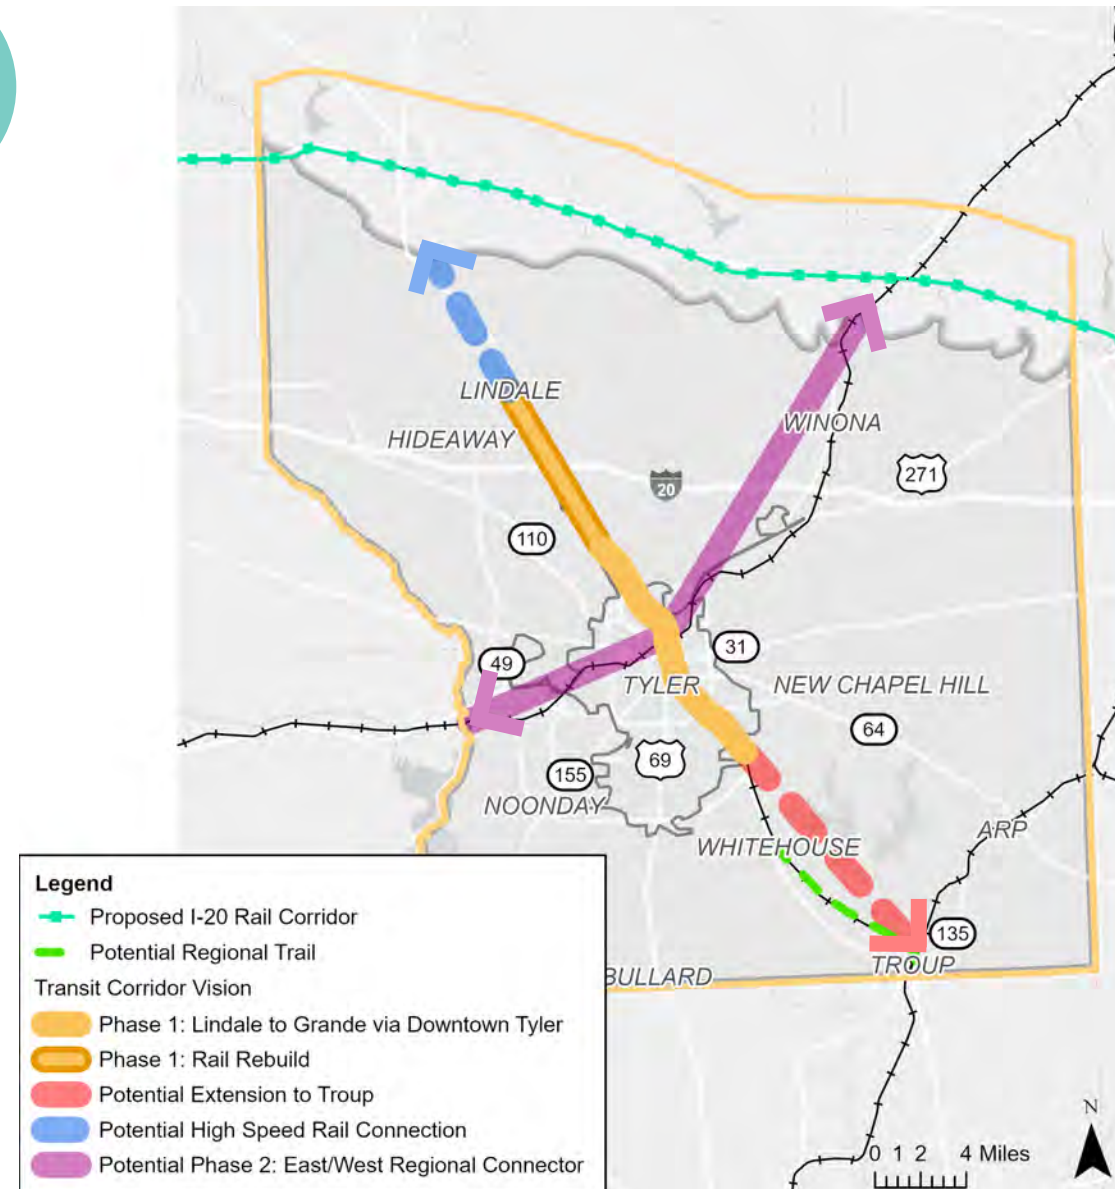 LINDALE
HIDEAWAY
WINONA
271
20
110
31
49
TYLER
NEW CHAPEL HILL
64
69
155
NOONDAY
ARP
WHITEHOUSE
135
TROUP
BULLARD
Legend
Proposed I-20 Rail Corridor
Potential Regional Trail
Transit Corridor Vision
Phase 1: Lindale to Grande via Downtown Tyler
Phase 1: Rail Rebuild
Potential Extension to Troup
Potential High Speed Rail Connection
Potential Phase 2: East/West Regional Connector
N
0 1 2 4 Miles